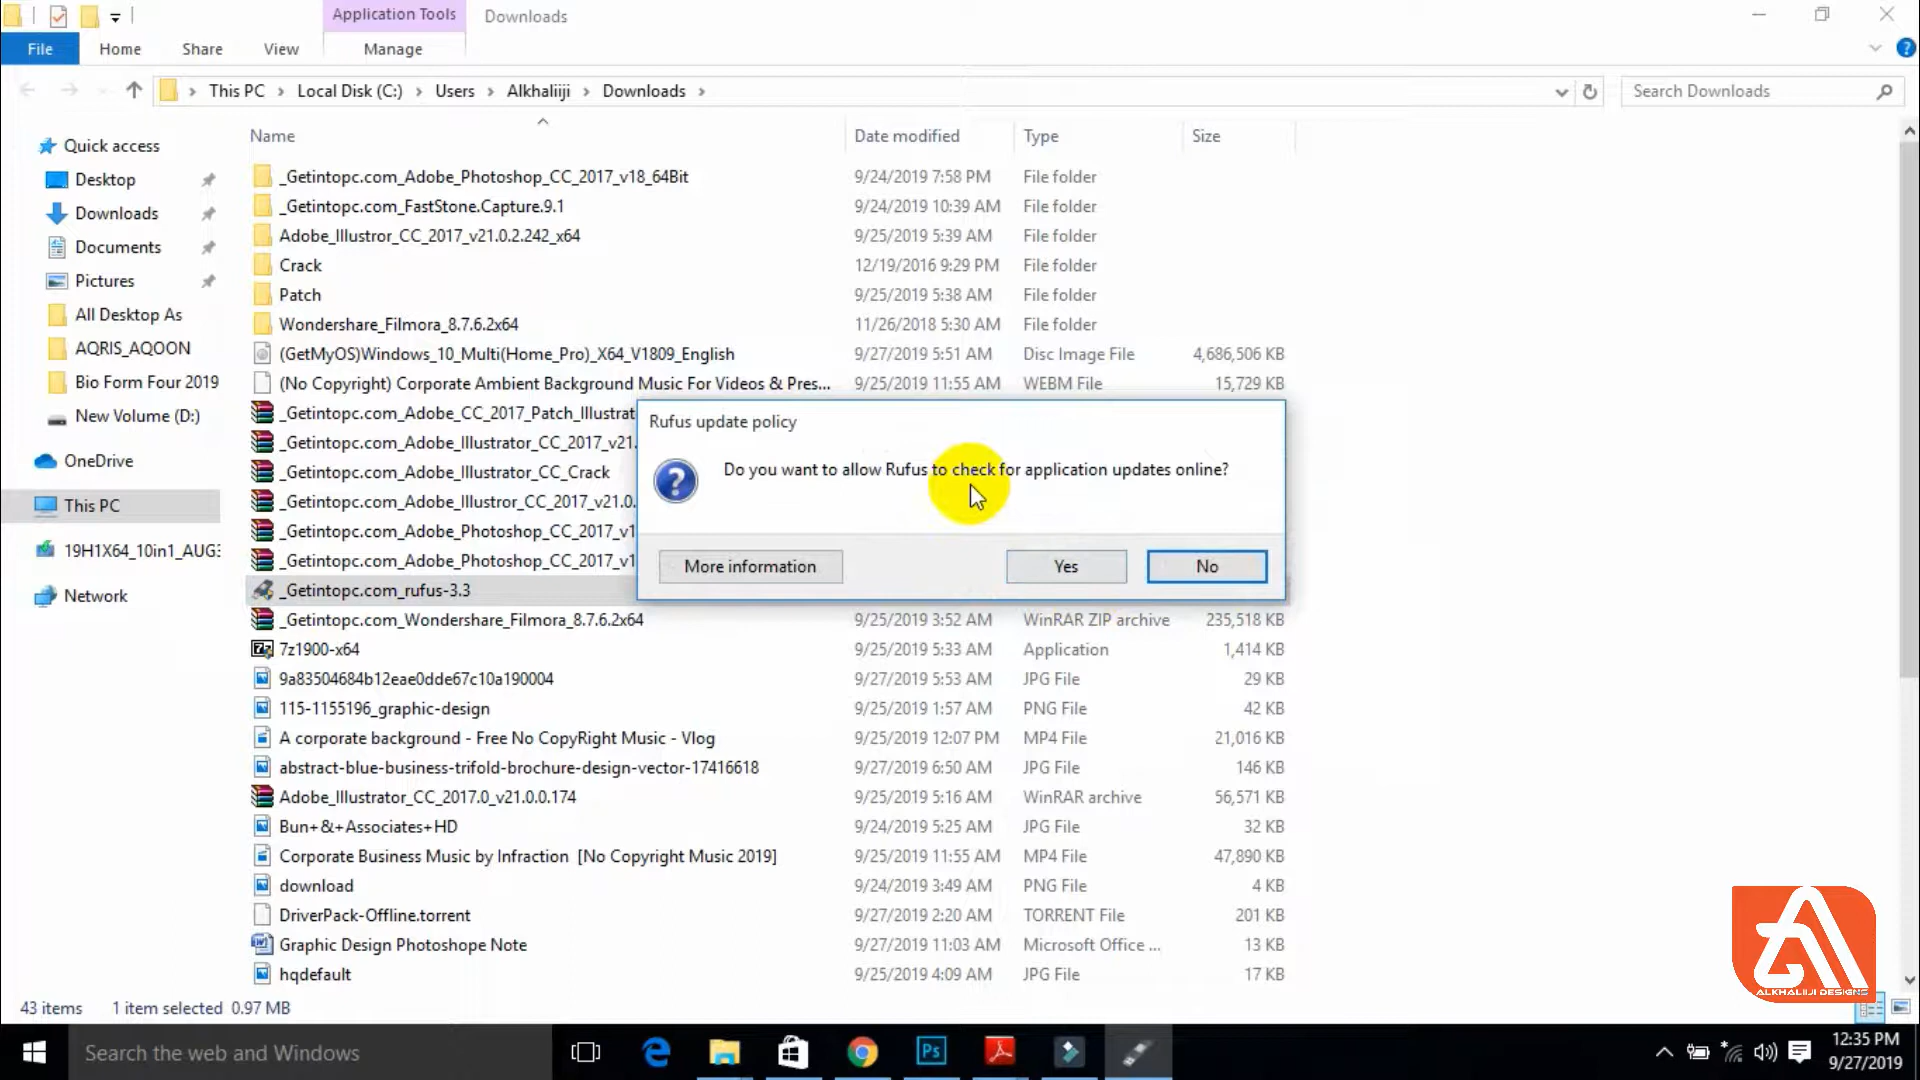 Application Tools
Downloads
File
Home
Share
View
Manage
This PC
Local Disk (C:)
Users
Alkhaliiji
Downloads
Search Downloads
Name
Date modified
Type
Size
Quick access
Desktop
Downloads
Documents
Pictures
All Desktop As
AQRIS_AQOON
Bio Form Four 2019
New Volume (D:)
OneDrive
This PC
19H1X64_10in1_AUG3
Network
_Getintopc.com_Adobe_Photoshop_CC_2017_v18_64Bit 9/24/2019 7:58 PM File folder
_Getintopc.com_FastStone.Capture.9.1 9/24/2019 10:39 AM File folder
Adobe_Illustror_CC_2017_v21.0.2.242_x64 9/25/2019 5:39 AM File folder
Crack 12/19/2016 9:29 PM File folder
Patch 9/25/2019 5:38 AM File folder
Wondershare_Filmora_8.7.6.2x64 11/26/2018 5:30 AM File folder
(GetMyOS)Windows_10_Multi(Home_Pro)_X64_V1809_English 9/27/2019 5:51 AM Disc Image File 4,686,506 KB
(No Copyright) Corporate Ambient Background Music For Videos & Pres... 9/25/2019 11:55 AM WEBM File 15,729 KB
_Getintopc.com_Adobe_CC_2017_Patch_Illustrat
_Getintopc.com_Adobe_Illustrator_CC_2017_v21.
_Getintopc.com_Adobe_Illustrator_CC_Crack
_Getintopc.com_Adobe_Illustror_CC_2017_v21.0.
_Getintopc.com_Adobe_Photoshop_CC_2017_v1
_Getintopc.com_Adobe_Photoshop_CC_2017_v1
_Getintopc.com_rufus-3.3
Rufus update policy
Do you want to allow Rufus to check for application updates online?
More information
Yes
No
_Getintopc.com_Wondershare_Filmora_8.7.6.2x64 9/25/2019 3:52 AM WinRAR ZIP archive 235,518 KB
7z1900-x64 9/25/2019 5:33 AM Application 1,414 KB
9a83504684b12eae0dde67c10a190004 9/27/2019 5:53 AM JPG File 29 KB
115-1155196_graphic-design 9/25/2019 1:57 AM PNG File 42 KB
A corporate background - Free No CopyRight Music - Vlog 9/25/2019 12:07 PM MP4 File 21,016 KB
abstract-blue-business-trifold-brochure-design-vector-17416618 9/27/2019 6:50 AM JPG File 146 KB
Adobe_Illustrator_CC_2017.0_v21.0.0.174 9/25/2019 5:16 AM WinRAR archive 56,571 KB
Bun+&+Associates+HD 9/24/2019 5:25 AM JPG File 32 KB
Corporate Business Music by Infraction [No Copyright Music 2019] 9/25/2019 11:55 AM MP4 File 47,890 KB
download 9/24/2019 3:49 AM PNG File 4 KB
DriverPack-Offline.torrent 9/27/2019 2:20 AM TORRENT File 201 KB
Graphic Design Photoshope Note 9/27/2019 11:03 AM Microsoft Office ... 13 KB
hqdefault 9/25/2019 4:09 AM JPG File 17 KB
ALKHALIIJI DESIGNS
43 items 1 item selected 0.97 MB
Search the web and Windows
Ps
12:35 PM
9/27/2019